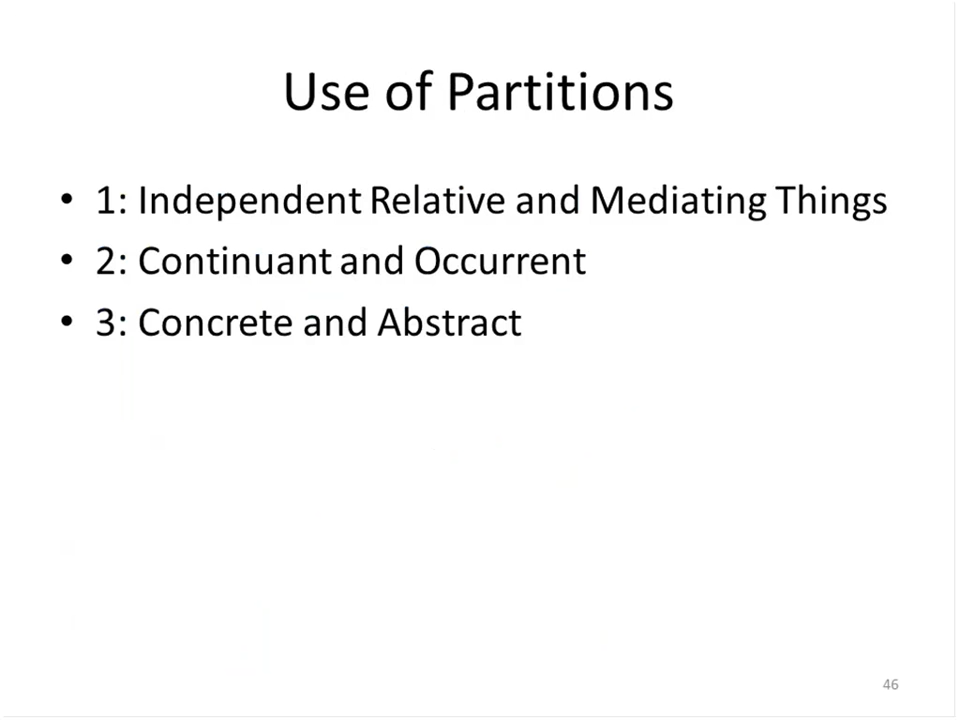 Use of Partitions
• 1: Independent Relative and Mediating Things
• 2: Continuant and Occurrent
• 3: Concrete and Abstract
46